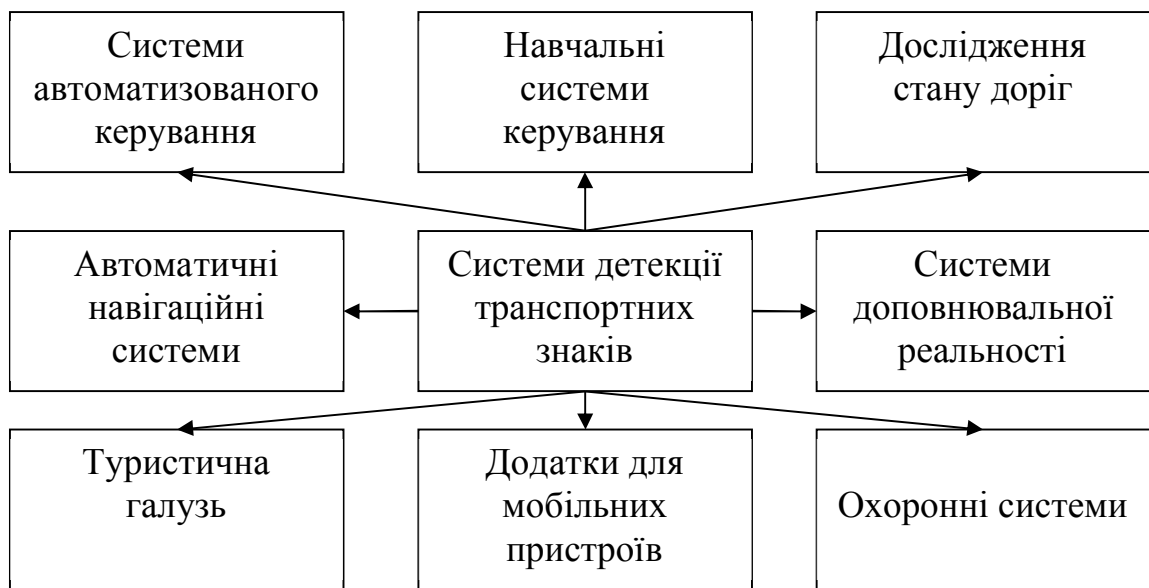 Системи
автоматизованого
керування
Навчальні
системи
керування
Дослідження
стану доріг
Автоматичні
навігаційні
системи
Системи детекції
транспортних
знаків
Системи
доповнювальної
реальності
Туристична
галузь
Додатки для
мобільних
пристроїв
Охоронні системи